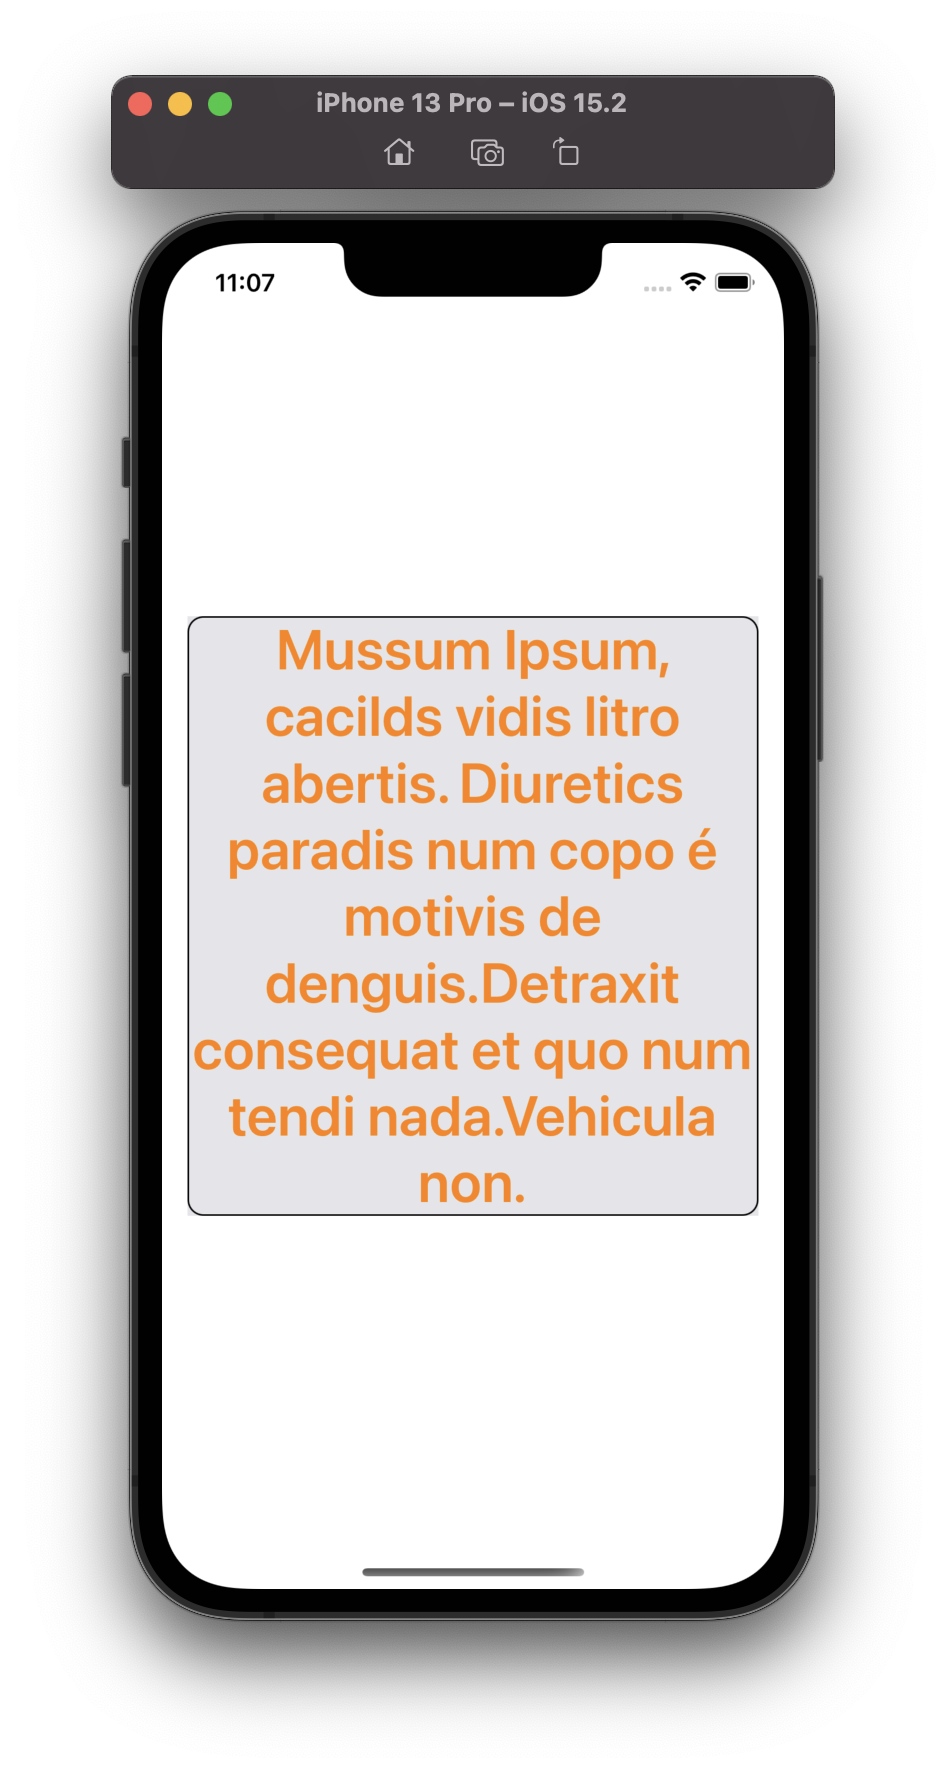 iPhone 13 Pro – iOS 15.2
11:07
Mussum Ipsum,
cacilds vidis litro
abertis. Diuretics
paradis num copo é
motivis de
denguis.Detraxit
consequat et quo num
tendi nada.Vehicula
non.